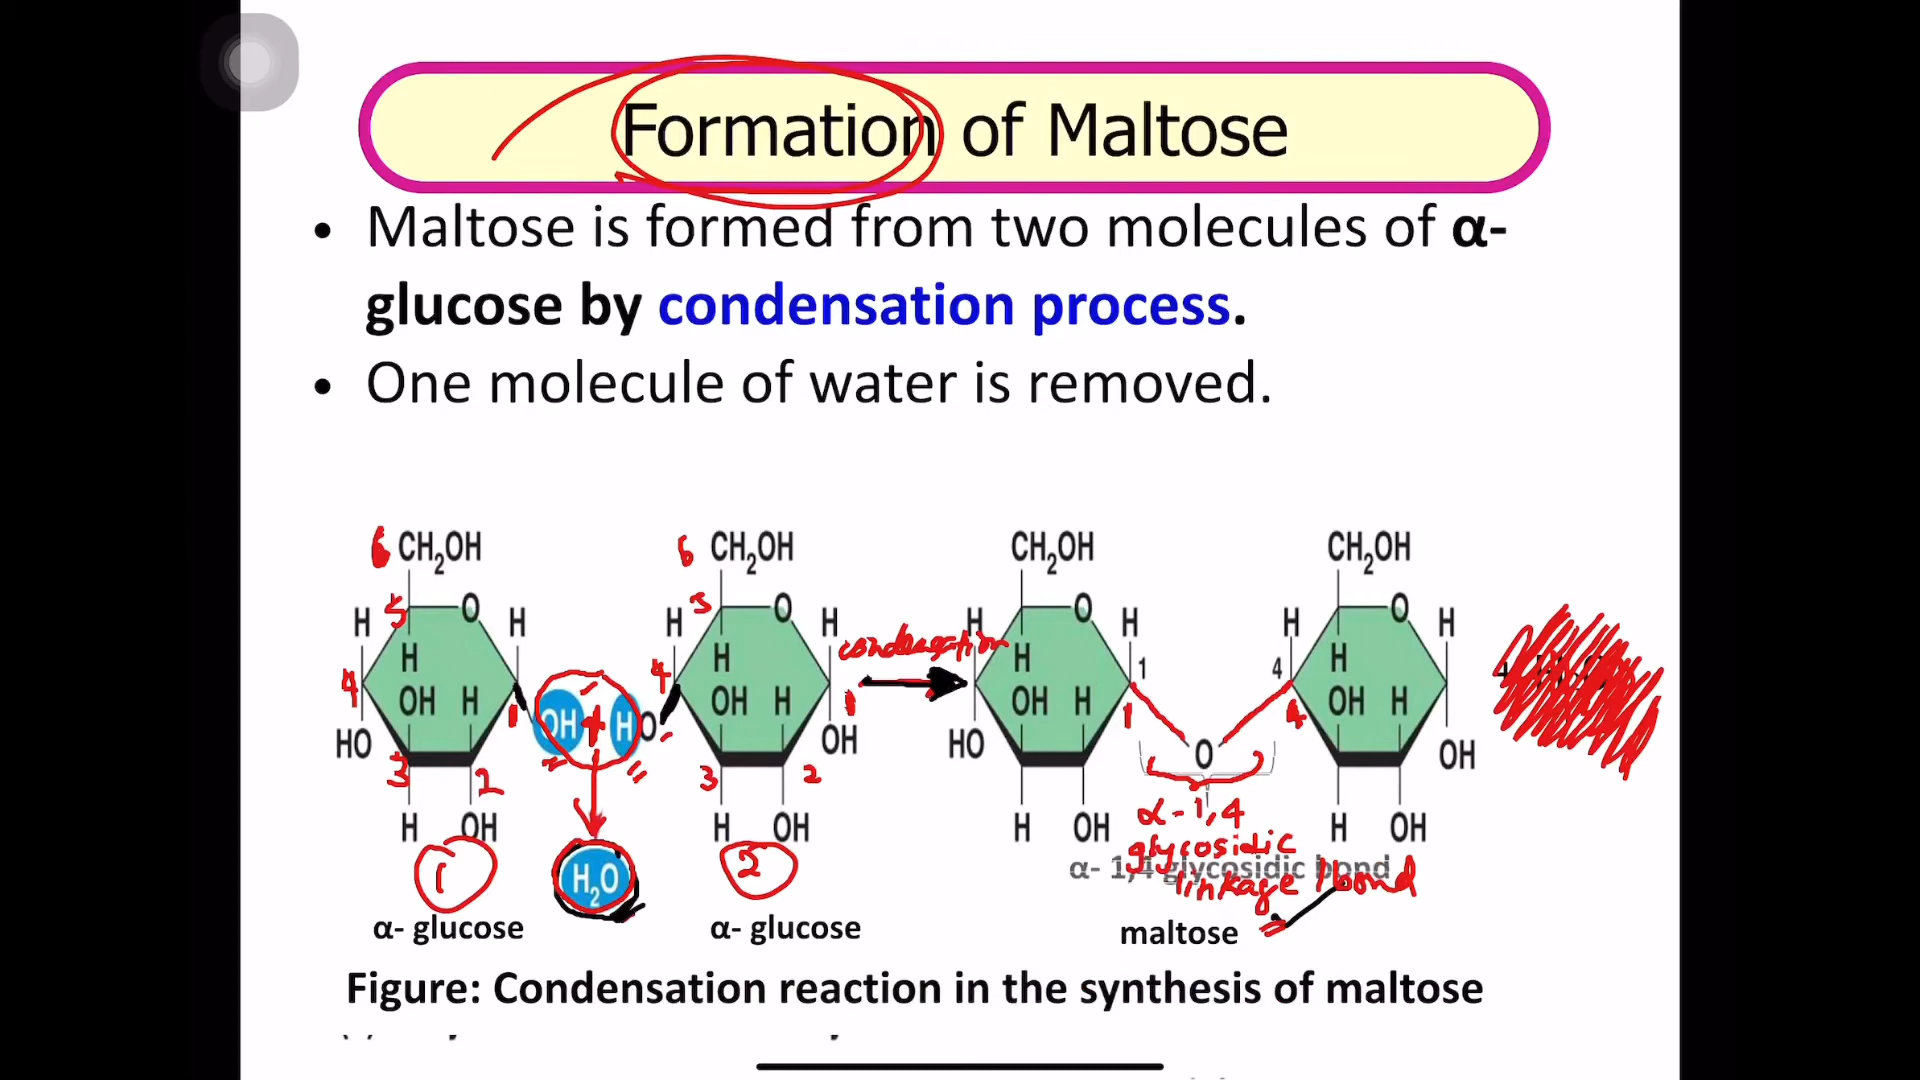 Formation of Maltose
• Maltose is formed from two molecules of α-
glucose by condensation process.
• One molecule of water is removed.
6 CH2OH
6 CH2OH
CH2OH
CH2OH
H 5 O H
H 5 O H
H O H
H O H
condensation
4 H 1
4 H 1
H 1
4 H
OH H
OH H
OH H
OH H
1
4
HO OH + HO OH
HO O OH
3 2
3 2
H OH
H OH
H OH
H OH
α-1,4
glycosidic
linkage / bond
α- 1,4 glycosidic bond
1 H2O 2
α- glucose
α- glucose
maltose
Figure: Condensation reaction in the synthesis of maltose